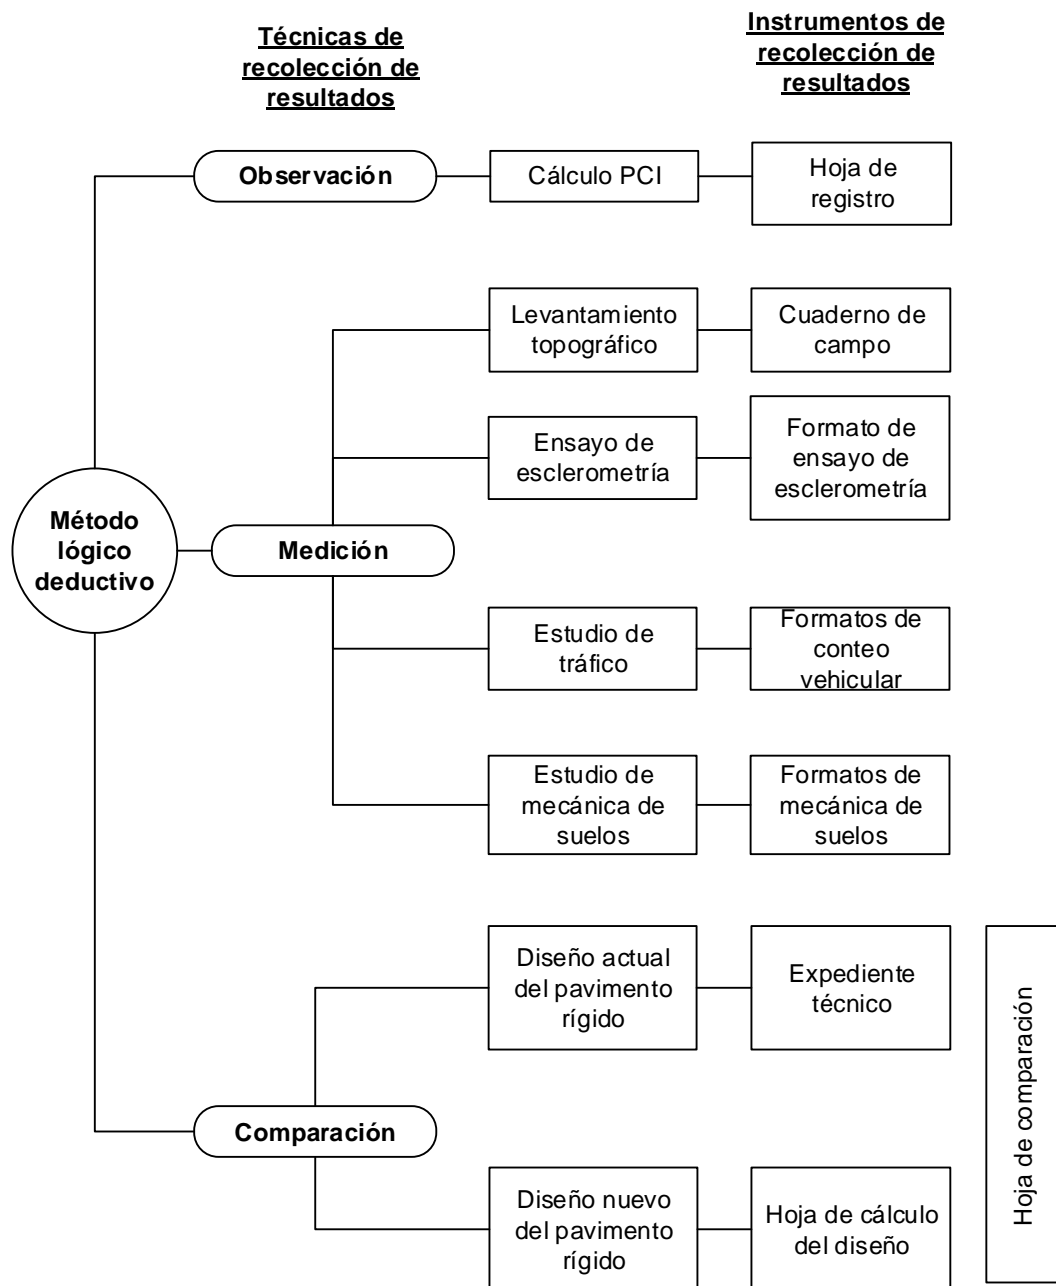 Técnicas de
recolección de
resultados
Instrumentos de
recolección de
resultados
Observación
Cálculo PCI
Hoja de
registro
Levantamiento
topográfico
Cuaderno de
campo
Ensayo de
esclerometría
Formato de
ensayo de
esclerometría
Método
lógico
deductivo
Medición
Estudio de
tráfico
Formatos de
conteo
vehicular
Estudio de
mecánica de
suelos
Formatos de
mecánica de
suelos
Diseño actual
del pavimento
rígido
Expediente
técnico
Comparación
Diseño nuevo
del pavimento
rígido
Hoja de cálculo
del diseño
Hoja de comparación